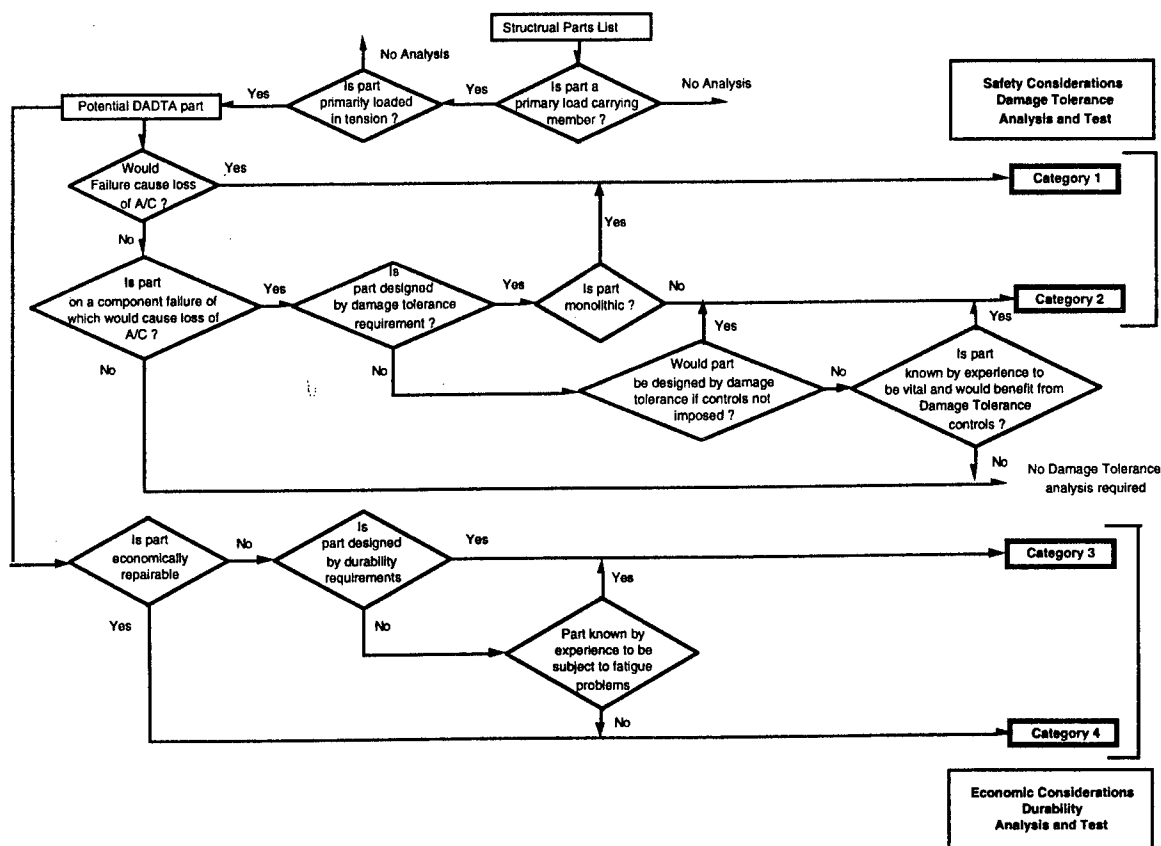 Structrual Parts List
No Analysis
Is
part
primarily loaded
in tension ?
Yes
Is part a
primary load carrying
member ?
No Analysis
Yes
Potential DADTA part
Safety Considerations
Damage Tolerance
Analysis and Test
Would
Failure cause loss
of A/C ?
Yes
Category 1
No
Yes
Is part
on a component failure of
which would cause loss of
A/C ?
Yes
Is
part designed
by damage tolerance
requirement ?
Yes
Is part
monolithic ?
No
Category 2
Yes
Yes
No
No
Would part
be designed by damage
tolerance if controls not
imposed ?
No
Is part
known by experience to
be vital and would benefit from
Damage Tolerance
controls ?
No
No Damage Tolerance
analysis required
Is part
economically
repairable
No
Is
part designed
by durability
requirements
Yes
Category 3
Yes
Yes
No
Part known by
experience to be
subject to fatigue
problems
No
Category 4
Economic Considerations
Durability
Analysis and Test